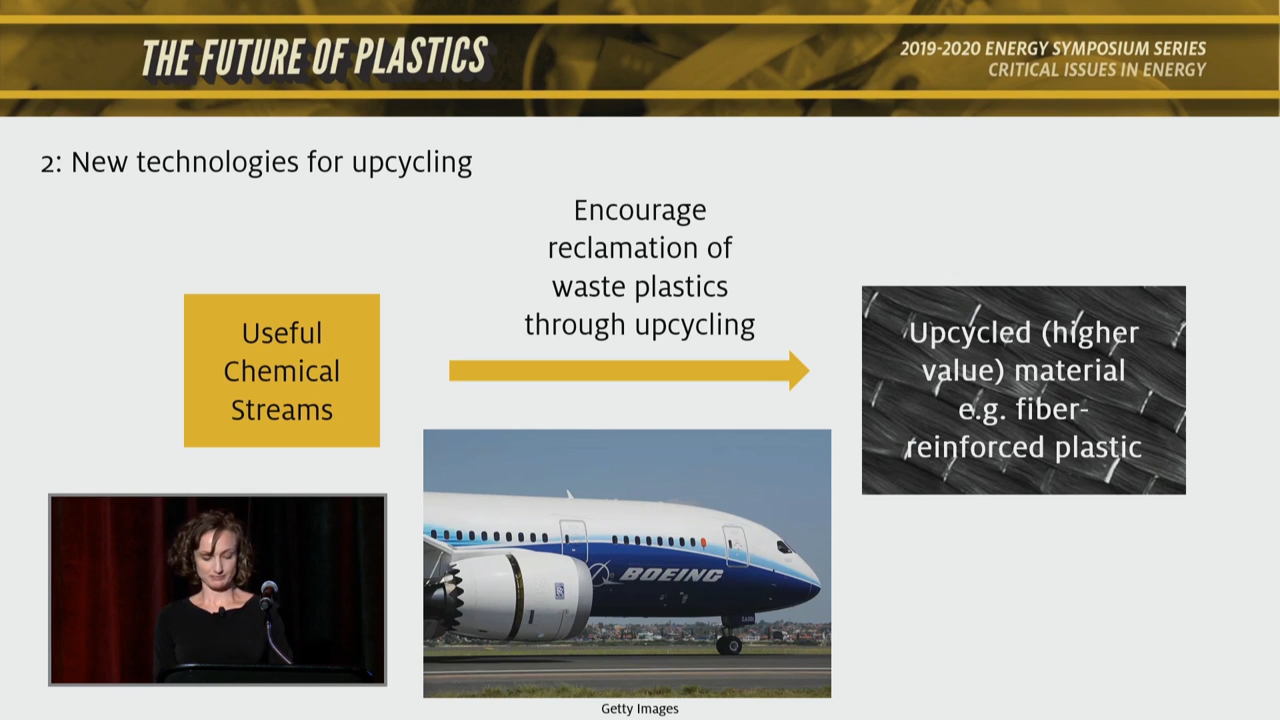 THE FUTURE OF PLASTICS
2019-2020 ENERGY SYMPOSIUM SERIES
CRITICAL ISSUES IN ENERGY
2: New technologies for upcycling
Encourage
reclamation of
waste plastics
through upcycling
Useful
Chemical
Streams
Upcycled (higher
value) material
e.g. fiber-
reinforced plastic
BOEING
Getty Images